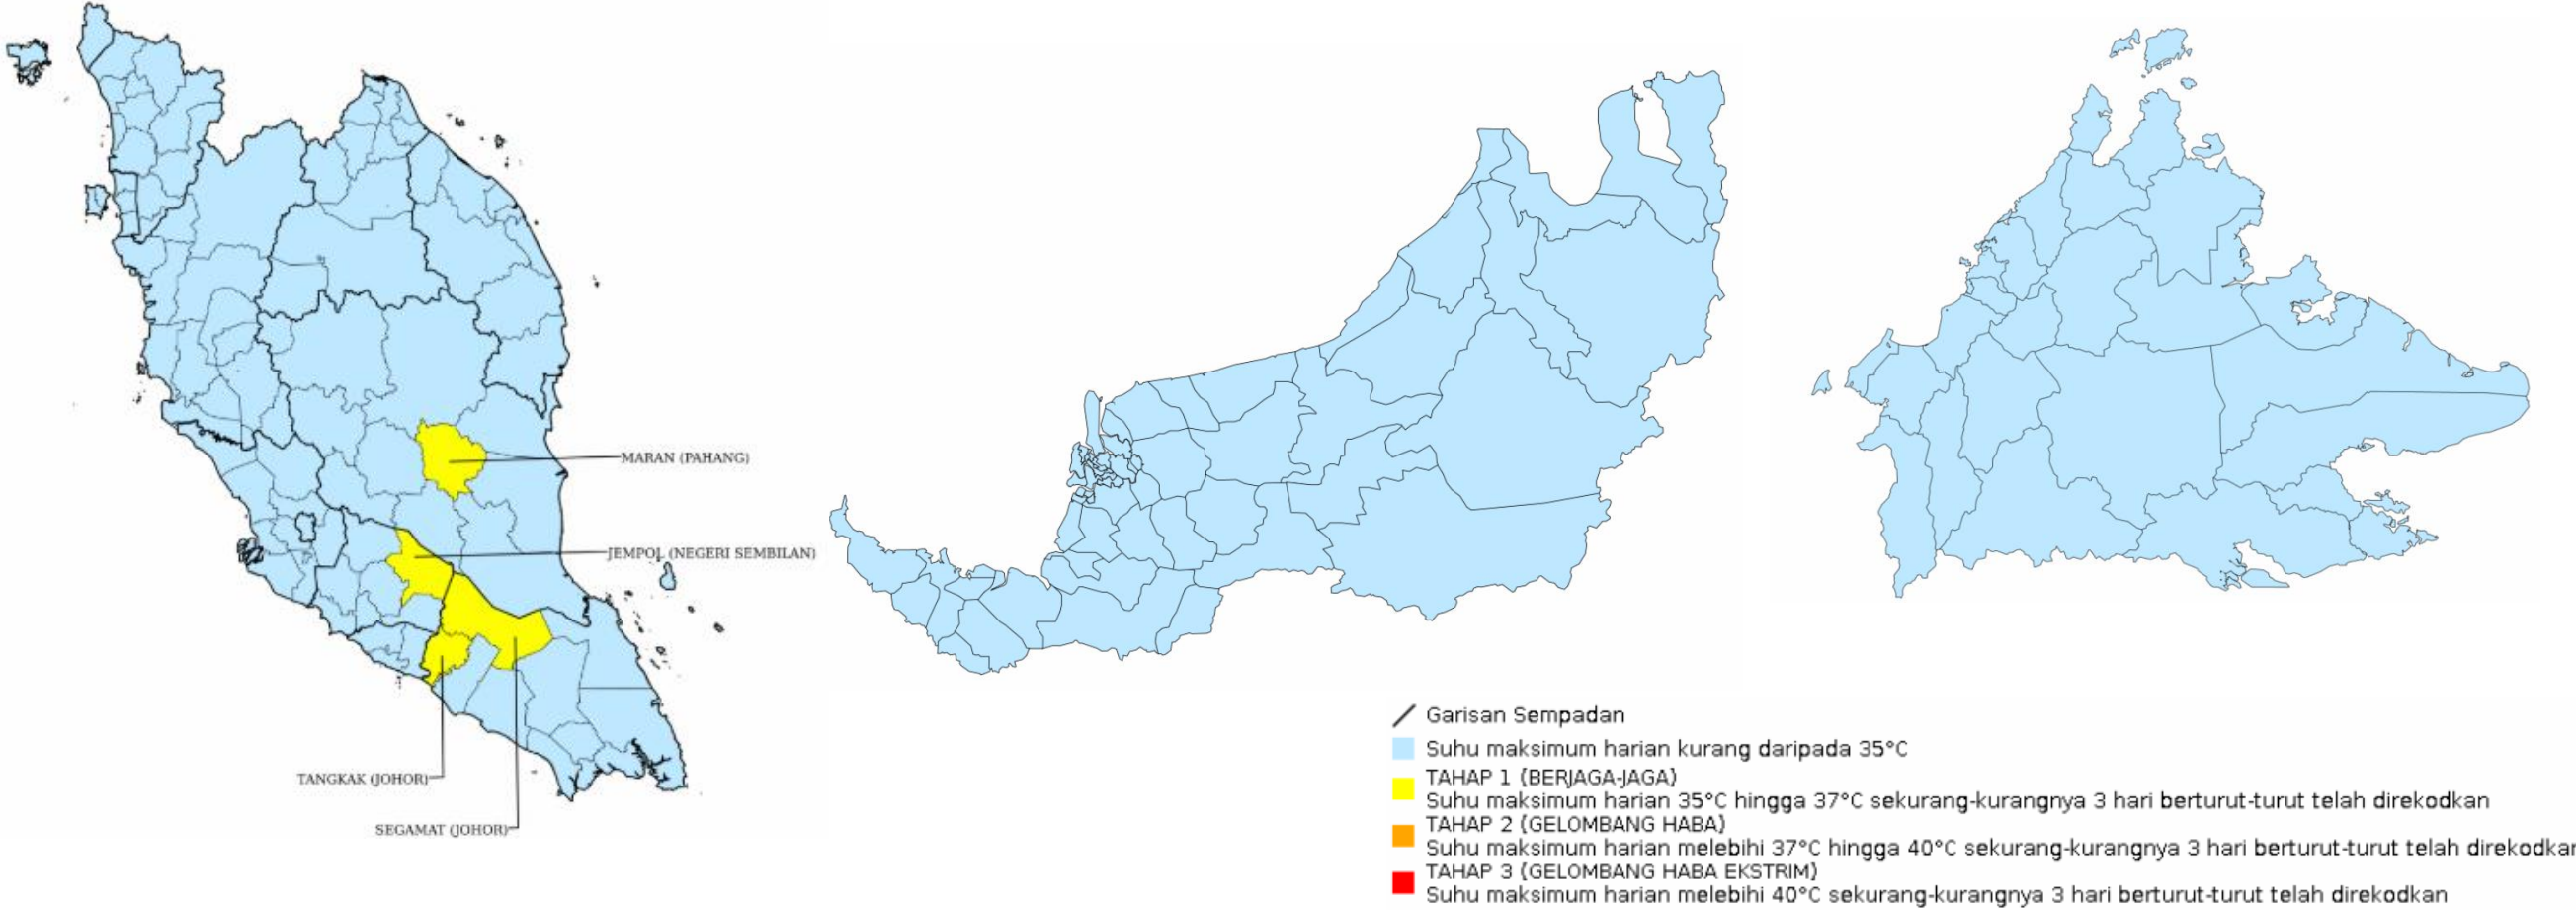 MARAN (PAHANG)
JEMPOL (NEGERI SEMBILAN)
TANGKAK (JOHOR)
SEGAMAT (JOHOR)
Garisan Sempadan
Suhu maksimum harian kurang daripada 35°C
TAHAP 1 (BERJAGA-JAGA)
Suhu maksimum harian 35°C hingga 37°C sekurang-kurangnya 3 hari berturut-turut telah direkodkan
TAHAP 2 (GELOMBANG HABA)
Suhu maksimum harian melebihi 37°C hingga 40°C sekurang-kurangnya 3 hari berturut-turut telah direkodkan
TAHAP 3 (GELOMBANG HABA EKSTRIM)
Suhu maksimum harian melebihi 40°C sekurang-kurangnya 3 hari berturut-turut telah direkodkan